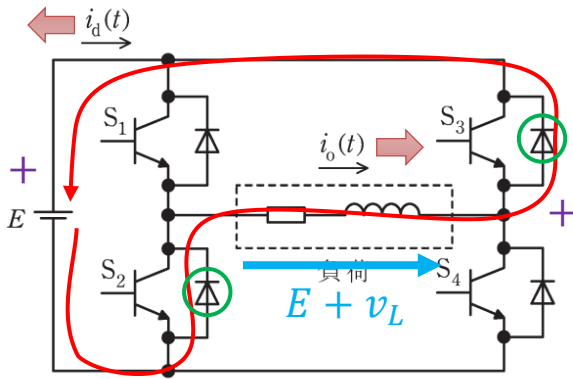 i_d(t)
S_1
S_3
i_o(t)
+
+
E
S_2
負荷
S_4
E + v_L